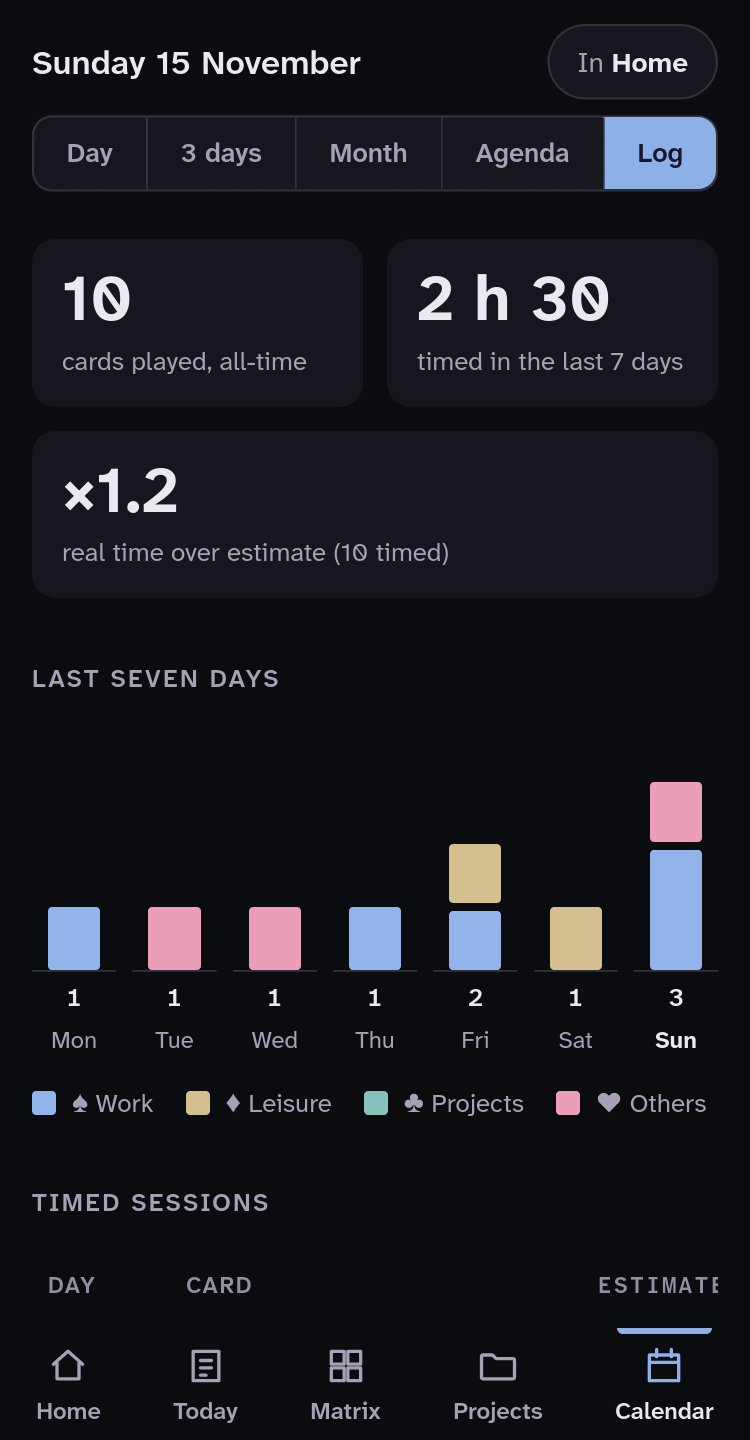 Sunday 15 November
In Home
Day 3 days Month Agenda Log
10
cards played, all-time
2 h 30
timed in the last 7 days
×1.2
real time over estimate (10 timed)
LAST SEVEN DAYS
1 1 1 1 2 1 3
Mon Tue Wed Thu Fri Sat Sun
♠ Work ♦ Leisure ♣ Projects ♥ Others
TIMED SESSIONS
DAY CARD ESTIMATE
Home Today Matrix Projects Calendar